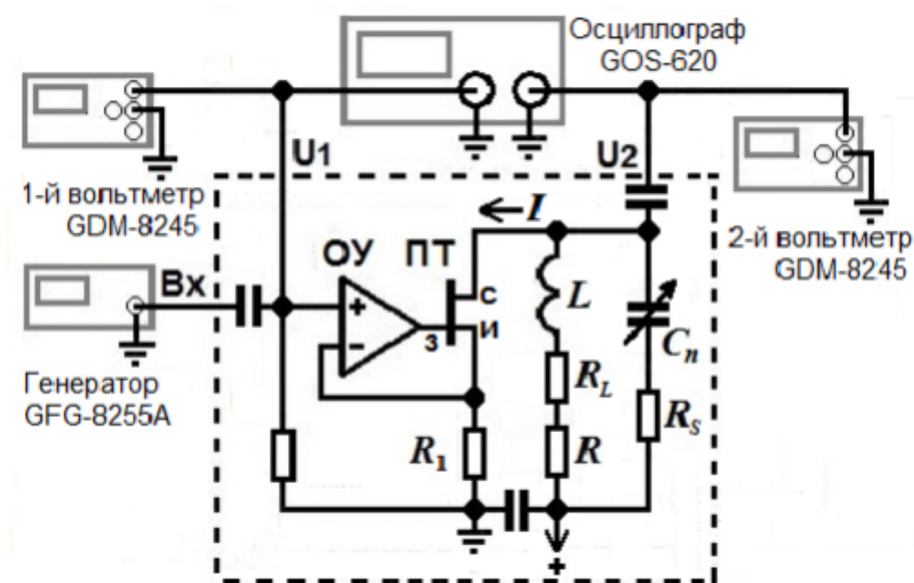 Осциллограф
GOS-620
U1
U2
1-й вольтметр
GDM-8245
2-й вольтметр
GDM-8245
I
ОУ
ПТ
Вх
+
-
с
и
з
L
Cn
RL
RS
R1
R
Генератор
GFG-8255A
+